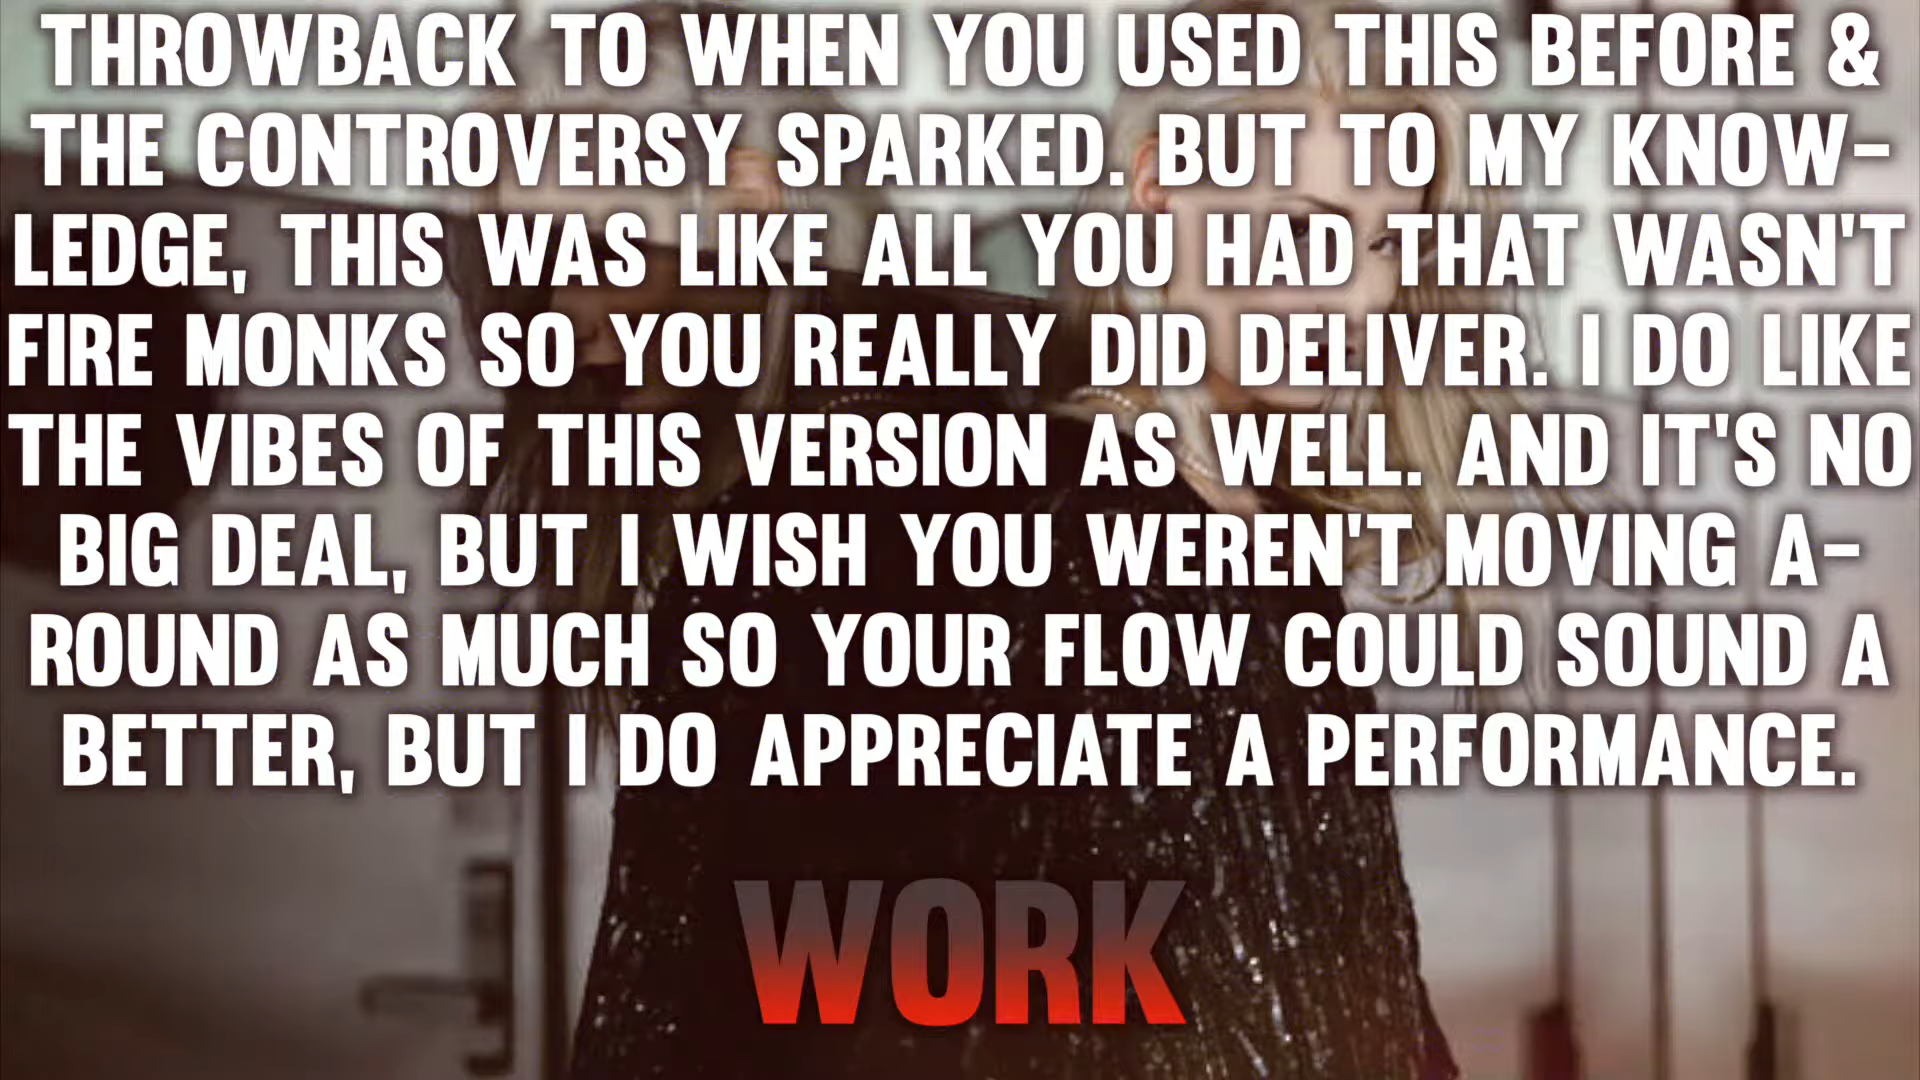 THROWBACK TO WHEN YOU USED THIS BEFORE &
THE CONTROVERSY SPARKED. BUT TO MY KNOW-
LEDGE, THIS WAS LIKE ALL YOU HAD THAT WASN'T
FIRE MONKS SO YOU REALLY DID DELIVER. I DO LIKE
THE VIBES OF THIS VERSION AS WELL. AND IT'S NO
BIG DEAL, BUT I WISH YOU WEREN'T MOVING A-
ROUND AS MUCH SO YOUR FLOW COULD SOUND A
BETTER, BUT I DO APPRECIATE A PERFORMANCE.
WORK